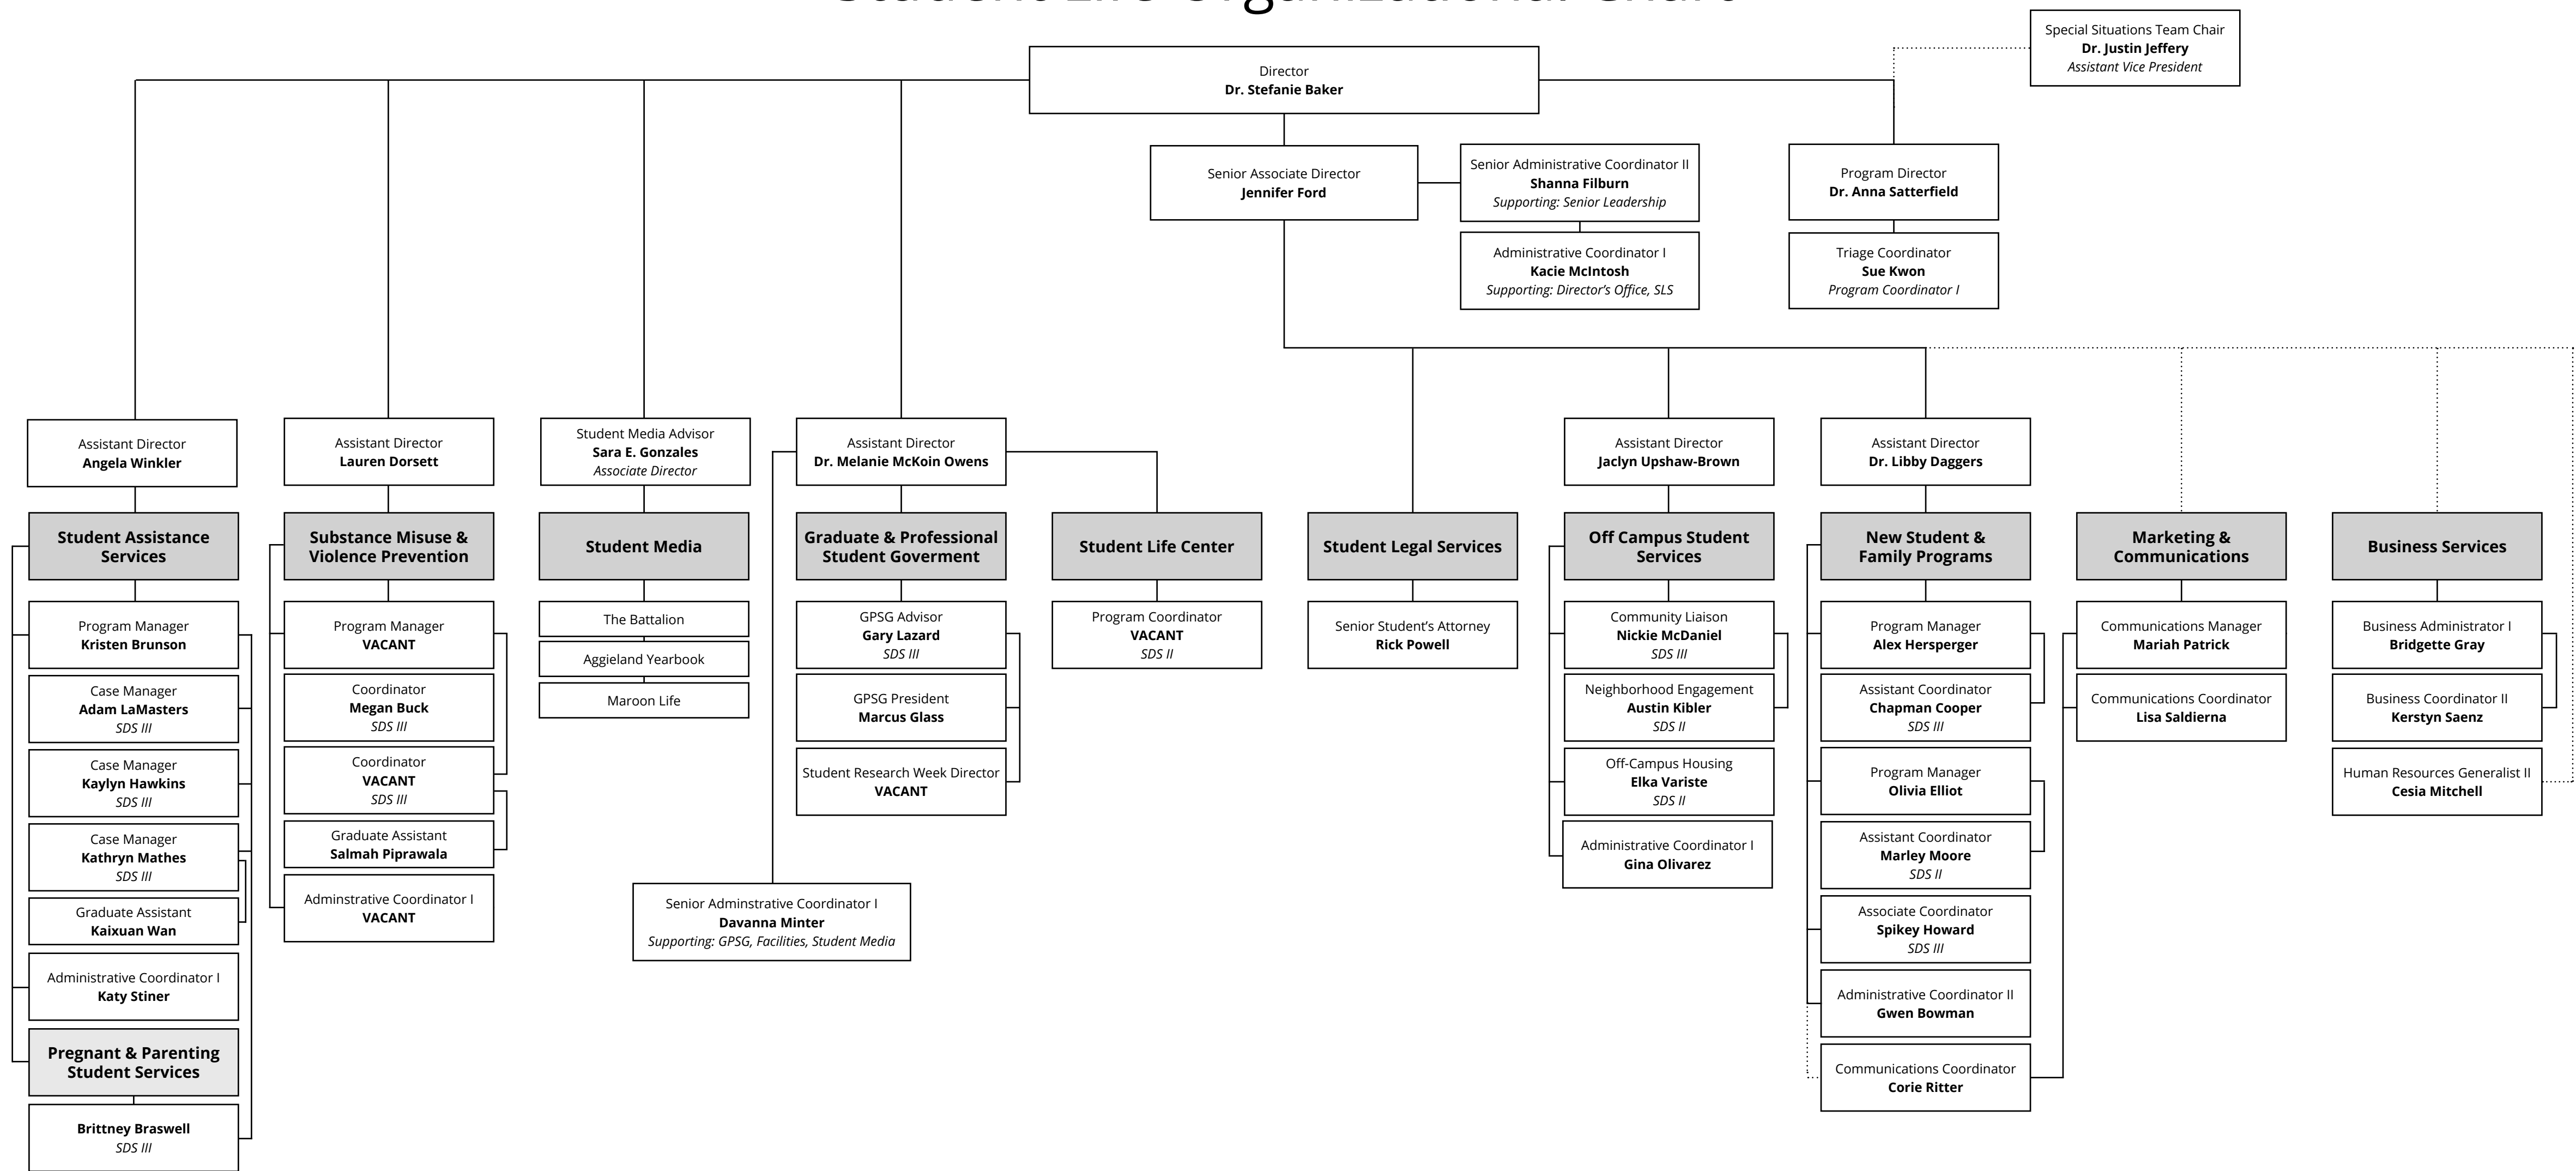 Student Life Organizational Chart
Special Situations Team Chair
Dr. Justin Jeffery
Assistant Vice President
Director
Dr. Stefanie Baker
Senior Associate Director
Jennifer Ford
Senior Administrative Coordinator II
Shanna Filburn
Supporting: Senior Leadership
Program Director
Dr. Anna Satterfield
Administrative Coordinator I
Kacie McIntosh
Supporting: Director's Office, SLS
Triage Coordinator
Sue Kwon
Program Coordinator I
Assistant Director
Angela Winkler
Assistant Director
Lauren Dorsett
Student Media Advisor
Sara E. Gonzales
Associate Director
Assistant Director
Dr. Melanie McKoin Owens
Assistant Director
Jaclyn Upshaw-Brown
Assistant Director
Dr. Libby Daggers
Student Assistance
Services
Program Manager
Kristen Brunson
Case Manager
Adam LaMasters
SDS III
Case Manager
Kaylyn Hawkins
SDS III
Case Manager
Kathryn Mathes
SDS III
Graduate Assistant
Kaixuan Wan
Administrative Coordinator I
Katy Stiner
Pregnant & Parenting
Student Services
Brittney Braswell
SDS III
Substance Misuse &
Violence Prevention
Program Manager
VACANT
Coordinator
Megan Buck
SDS III
Coordinator
VACANT
SDS III
Graduate Assistant
Salmah Piprawala
Adminstrative Coordinator I
VACANT
Student Media
The Battalion
Aggieland Yearbook
Maroon Life
Senior Adminstrative Coordinator I
Davanna Minter
Supporting: GPSG, Facilities, Student Media
Graduate & Professional
Student Goverment
GPSG Advisor
Gary Lazard
SDS III
GPSG President
Marcus Glass
Student Research Week Director
VACANT
Student Life Center
Program Coordinator
VACANT
SDS II
Student Legal Services
Senior Student's Attorney
Rick Powell
Off Campus Student
Services
Community Liaison
Nickie McDaniel
SDS III
Neighborhood Engagement
Austin Kibler
SDS II
Off-Campus Housing
Elka Variste
SDS II
Administrative Coordinator I
Gina Olivarez
New Student &
Family Programs
Program Manager
Alex Hersperger
Assistant Coordinator
Chapman Cooper
SDS III
Program Manager
Olivia Elliot
Assistant Coordinator
Marley Moore
SDS II
Associate Coordinator
Spikey Howard
SDS III
Administrative Coordinator II
Gwen Bowman
Communications Coordinator
Corie Ritter
Marketing &
Communications
Communications Manager
Mariah Patrick
Communications Coordinator
Lisa Saldierna
Business Services
Business Administrator I
Bridgette Gray
Business Coordinator II
Kerstyn Saenz
Human Resources Generalist II
Cesia Mitchell